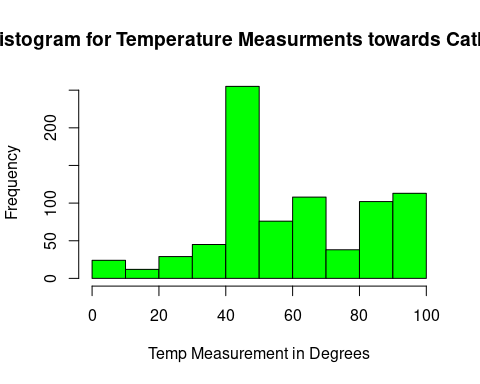 istogram for Temperature Measurments towards Cat
Frequency
200
100
50
0
0 20 40 60 80 100
Temp Measurement in Degrees